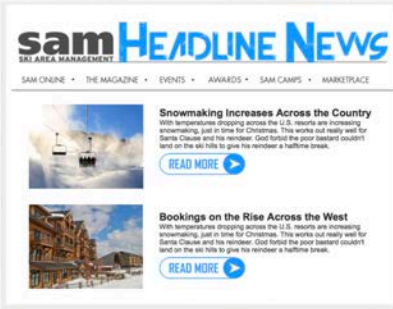 sam HEADLINE NEWS
SKI AREA MANAGEMENT
SAM ONLINE • THE MAGAZINE • EVENTS • AWARDS • SAM CAMPS • MARKETPLACE
Snowmaking Increases Across the Country
With temperatures dropping across the U.S. resorts are increasing
snowmaking, just in time for Christmas. This works out really well for
Santa Clause and his reindeer. God forbid the poor bastard couldn't
land on the ski hills to give his reindeer a halftime break.
READ MORE
Bookings on the Rise Across the West
With temperatures dropping across the U.S. resorts are increasing
snowmaking, just in time for Christmas. This works out really well for
Santa Clause and his reindeer. God forbid the poor bastard couldn't
land on the ski hills to give his reindeer a halftime break.
READ MORE